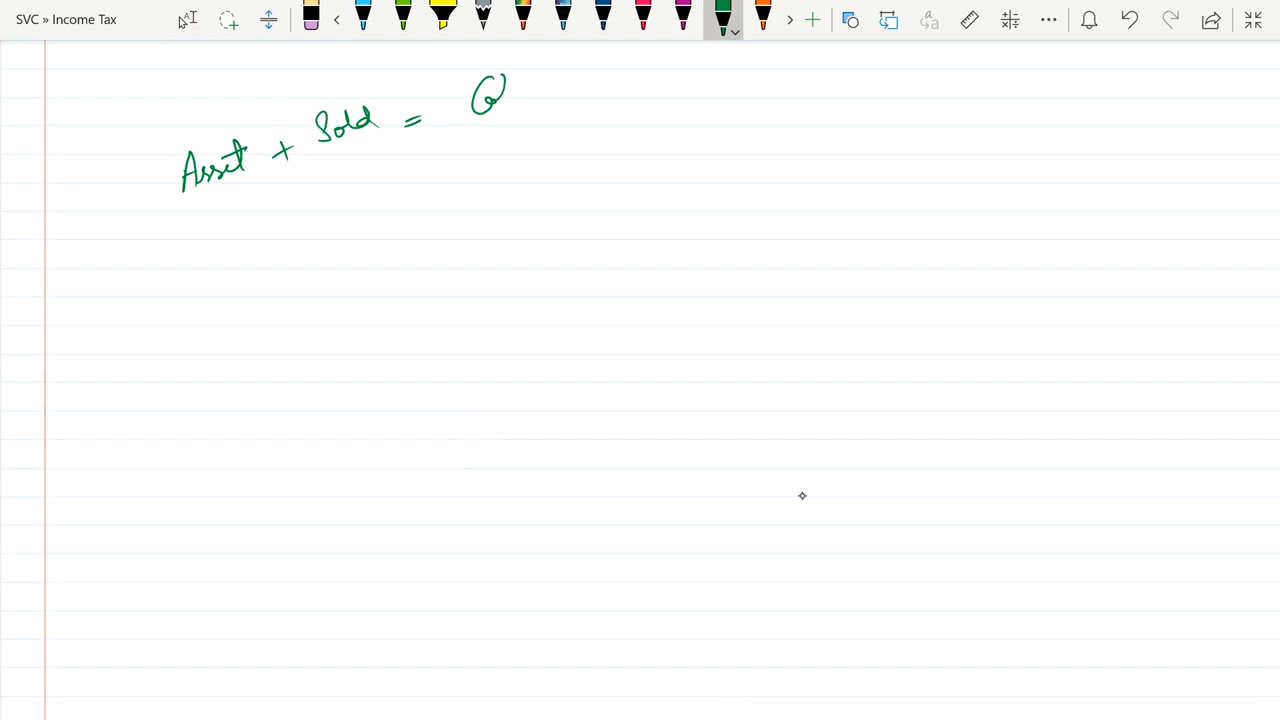 SVC » Income Tax
Asset + Sold =